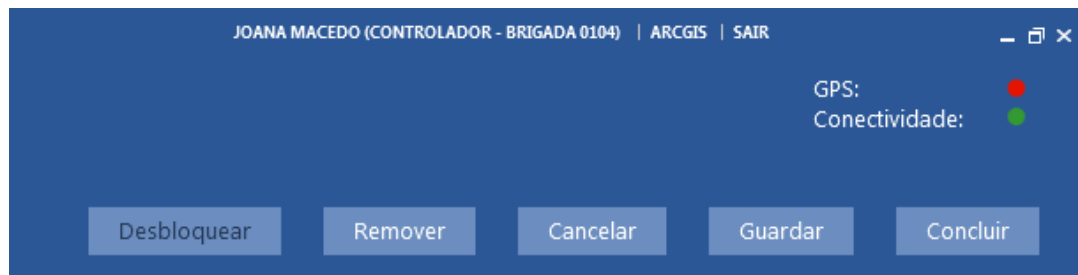 JOANA MACEDO (CONTROLADOR - BRIGADA 0104) | ARCGIS | SAIR
GPS:
Conectividade:
Desbloquear Remover Cancelar Guardar Concluir